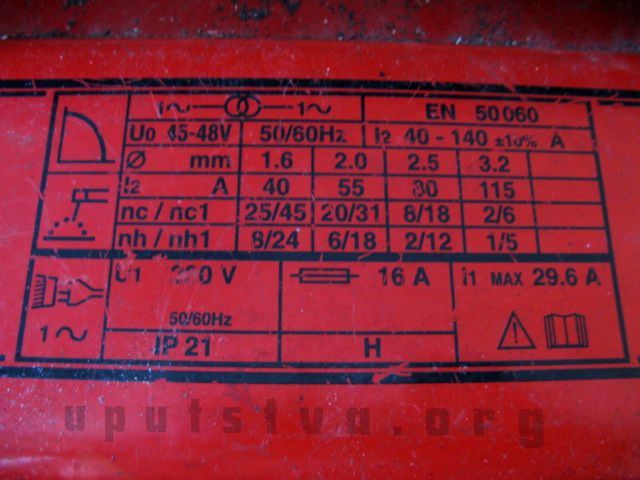 1~ 1~ EN 50060
Uo 45-48V 50/60Hz I2 40 - 140 ±10% A
Ø mm 1.6 2.0 2.5 3.2
I2 A 40 55 80 115
nc / nc1 25/45 20/31 8/18 2/6
nh / nh1 8/24 6/18 2/12 1/5
U1 V 16 A I1 MAX 29.6 A
50/60Hz
1~
IP 21 H
uputstva.org